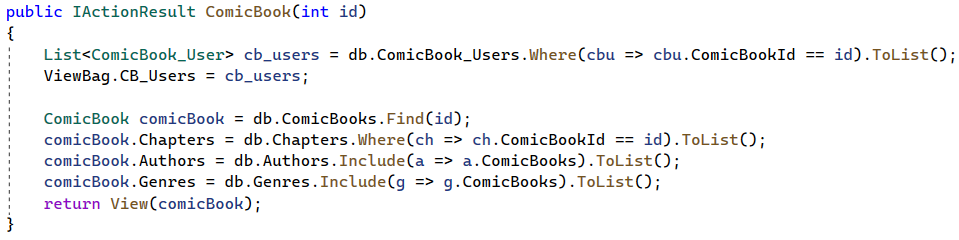 public IActionResult ComicBook(int id)
{
    List<ComicBook_User> cb_users = db.ComicBook_Users.Where(cbu => cbu.ComicBookId == id).ToList();
    ViewBag.CB_Users = cb_users;

    ComicBook comicBook = db.ComicBooks.Find(id);
    comicBook.Chapters = db.Chapters.Where(ch => ch.ComicBookId == id).ToList();
    comicBook.Authors = db.Authors.Include(a => a.ComicBooks).ToList();
    comicBook.Genres = db.Genres.Include(g => g.ComicBooks).ToList();
    return View(comicBook);
}